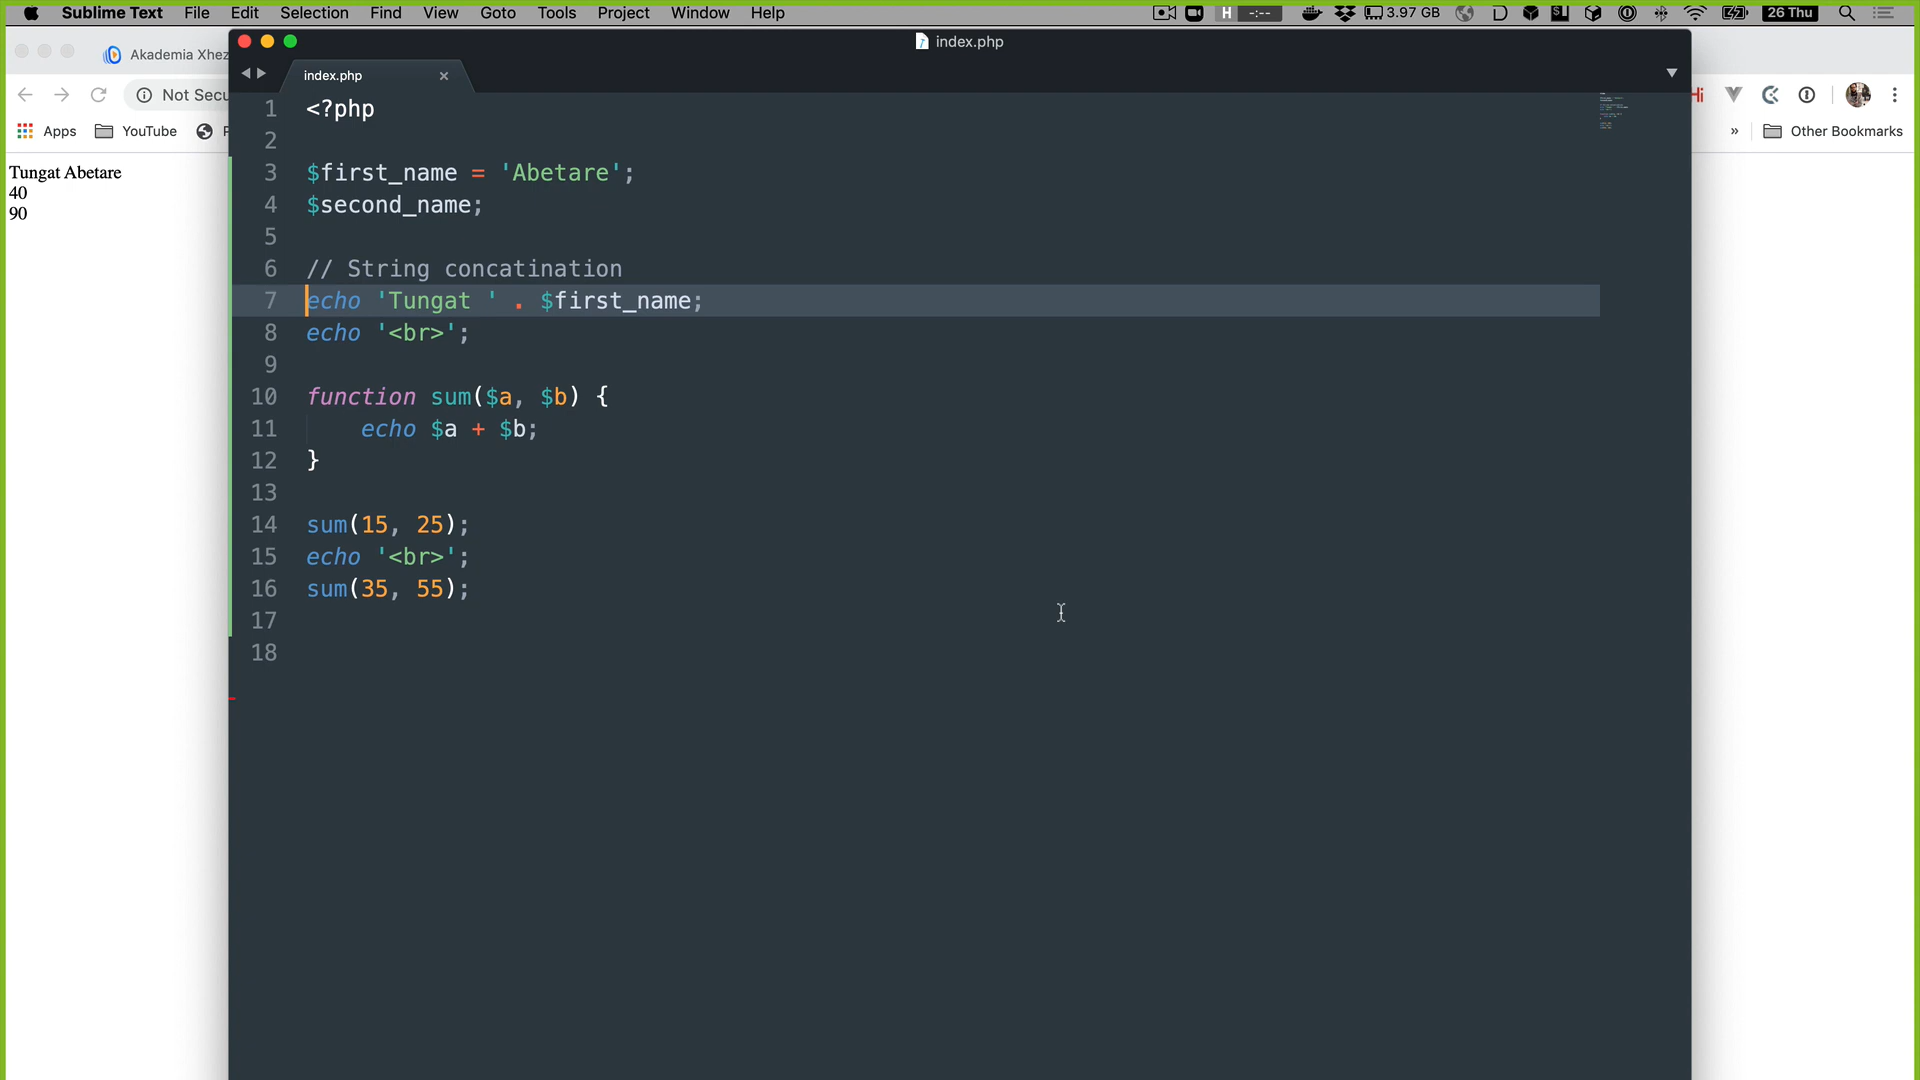 Sublime Text File Edit Selection Find View Goto Tools Project Window Help H -:-- 3.97 GB 26 Thu
index.php
Akademia Xhez
index.php
Not Secu
Apps YouTube
Other Bookmarks
Tungat Abetare
40
90
1 <?php
2
3 $first_name = 'Abetare';
4 $second_name;
5
6 // String concatination
7 echo 'Tungat ' . $first_name;
8 echo '<br>';
9
10 function sum($a, $b) {
11 echo $a + $b;
12 }
13
14 sum(15, 25);
15 echo '<br>';
16 sum(35, 55);
17
18